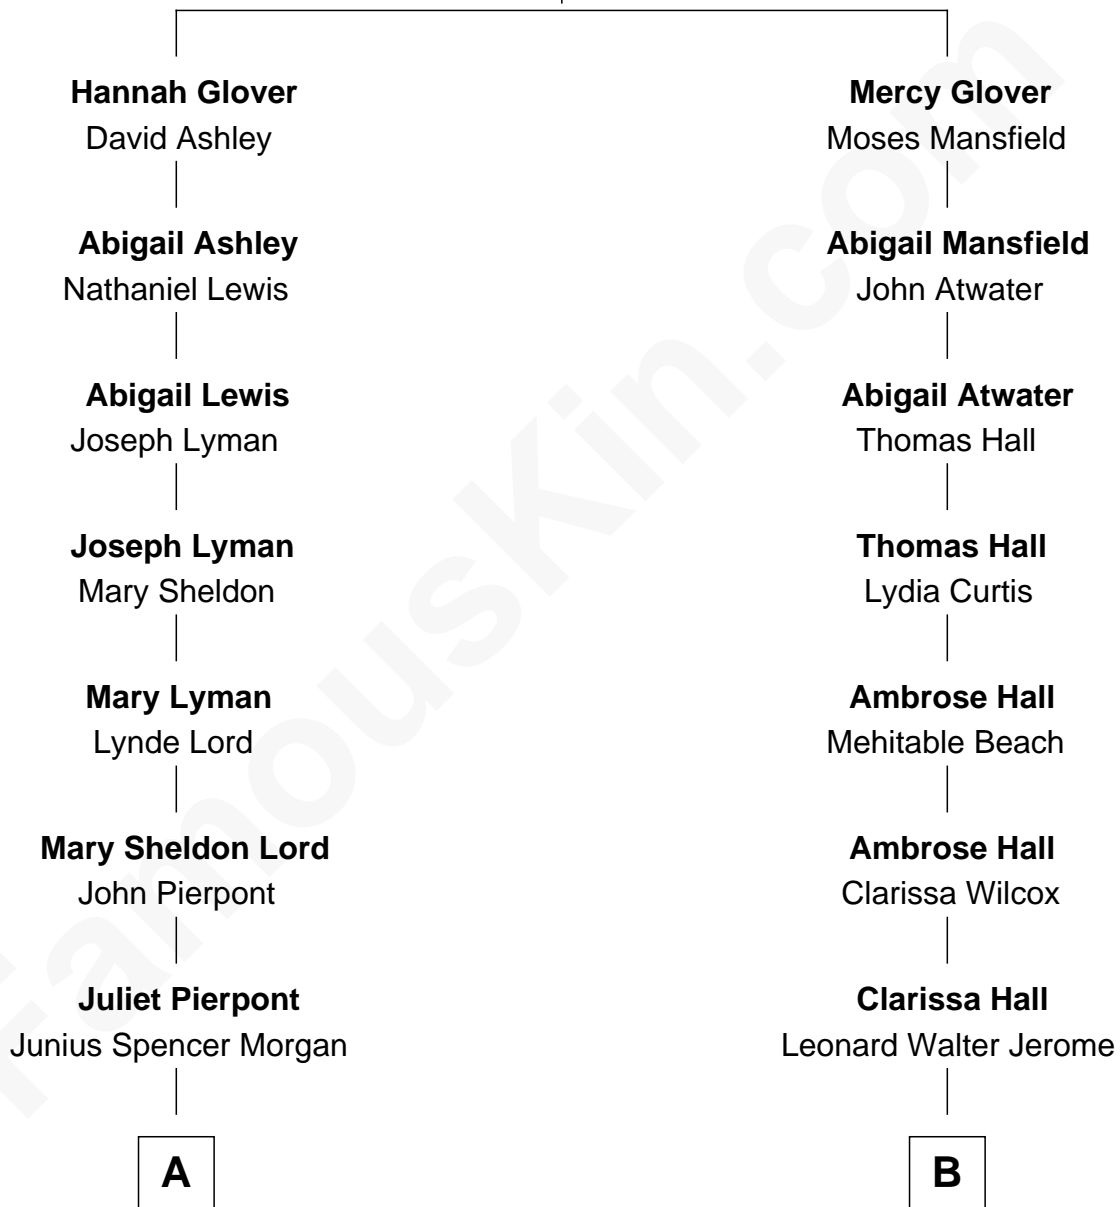 Hannah Glover
David Ashley
Mercy Glover
Moses Mansfield
Abigail Ashley
Nathaniel Lewis
Abigail Mansfield
John Atwater
Abigail Lewis
Joseph Lyman
Abigail Atwater
Thomas Hall
Joseph Lyman
Mary Sheldon
Thomas Hall
Lydia Curtis
Mary Lyman
Lynde Lord
Ambrose Hall
Mehitable Beach
Mary Sheldon Lord
John Pierpont
Ambrose Hall
Clarissa Wilcox
Juliet Pierpont
Junius Spencer Morgan
Clarissa Hall
Leonard Walter Jerome
A
B
FamousKin.com